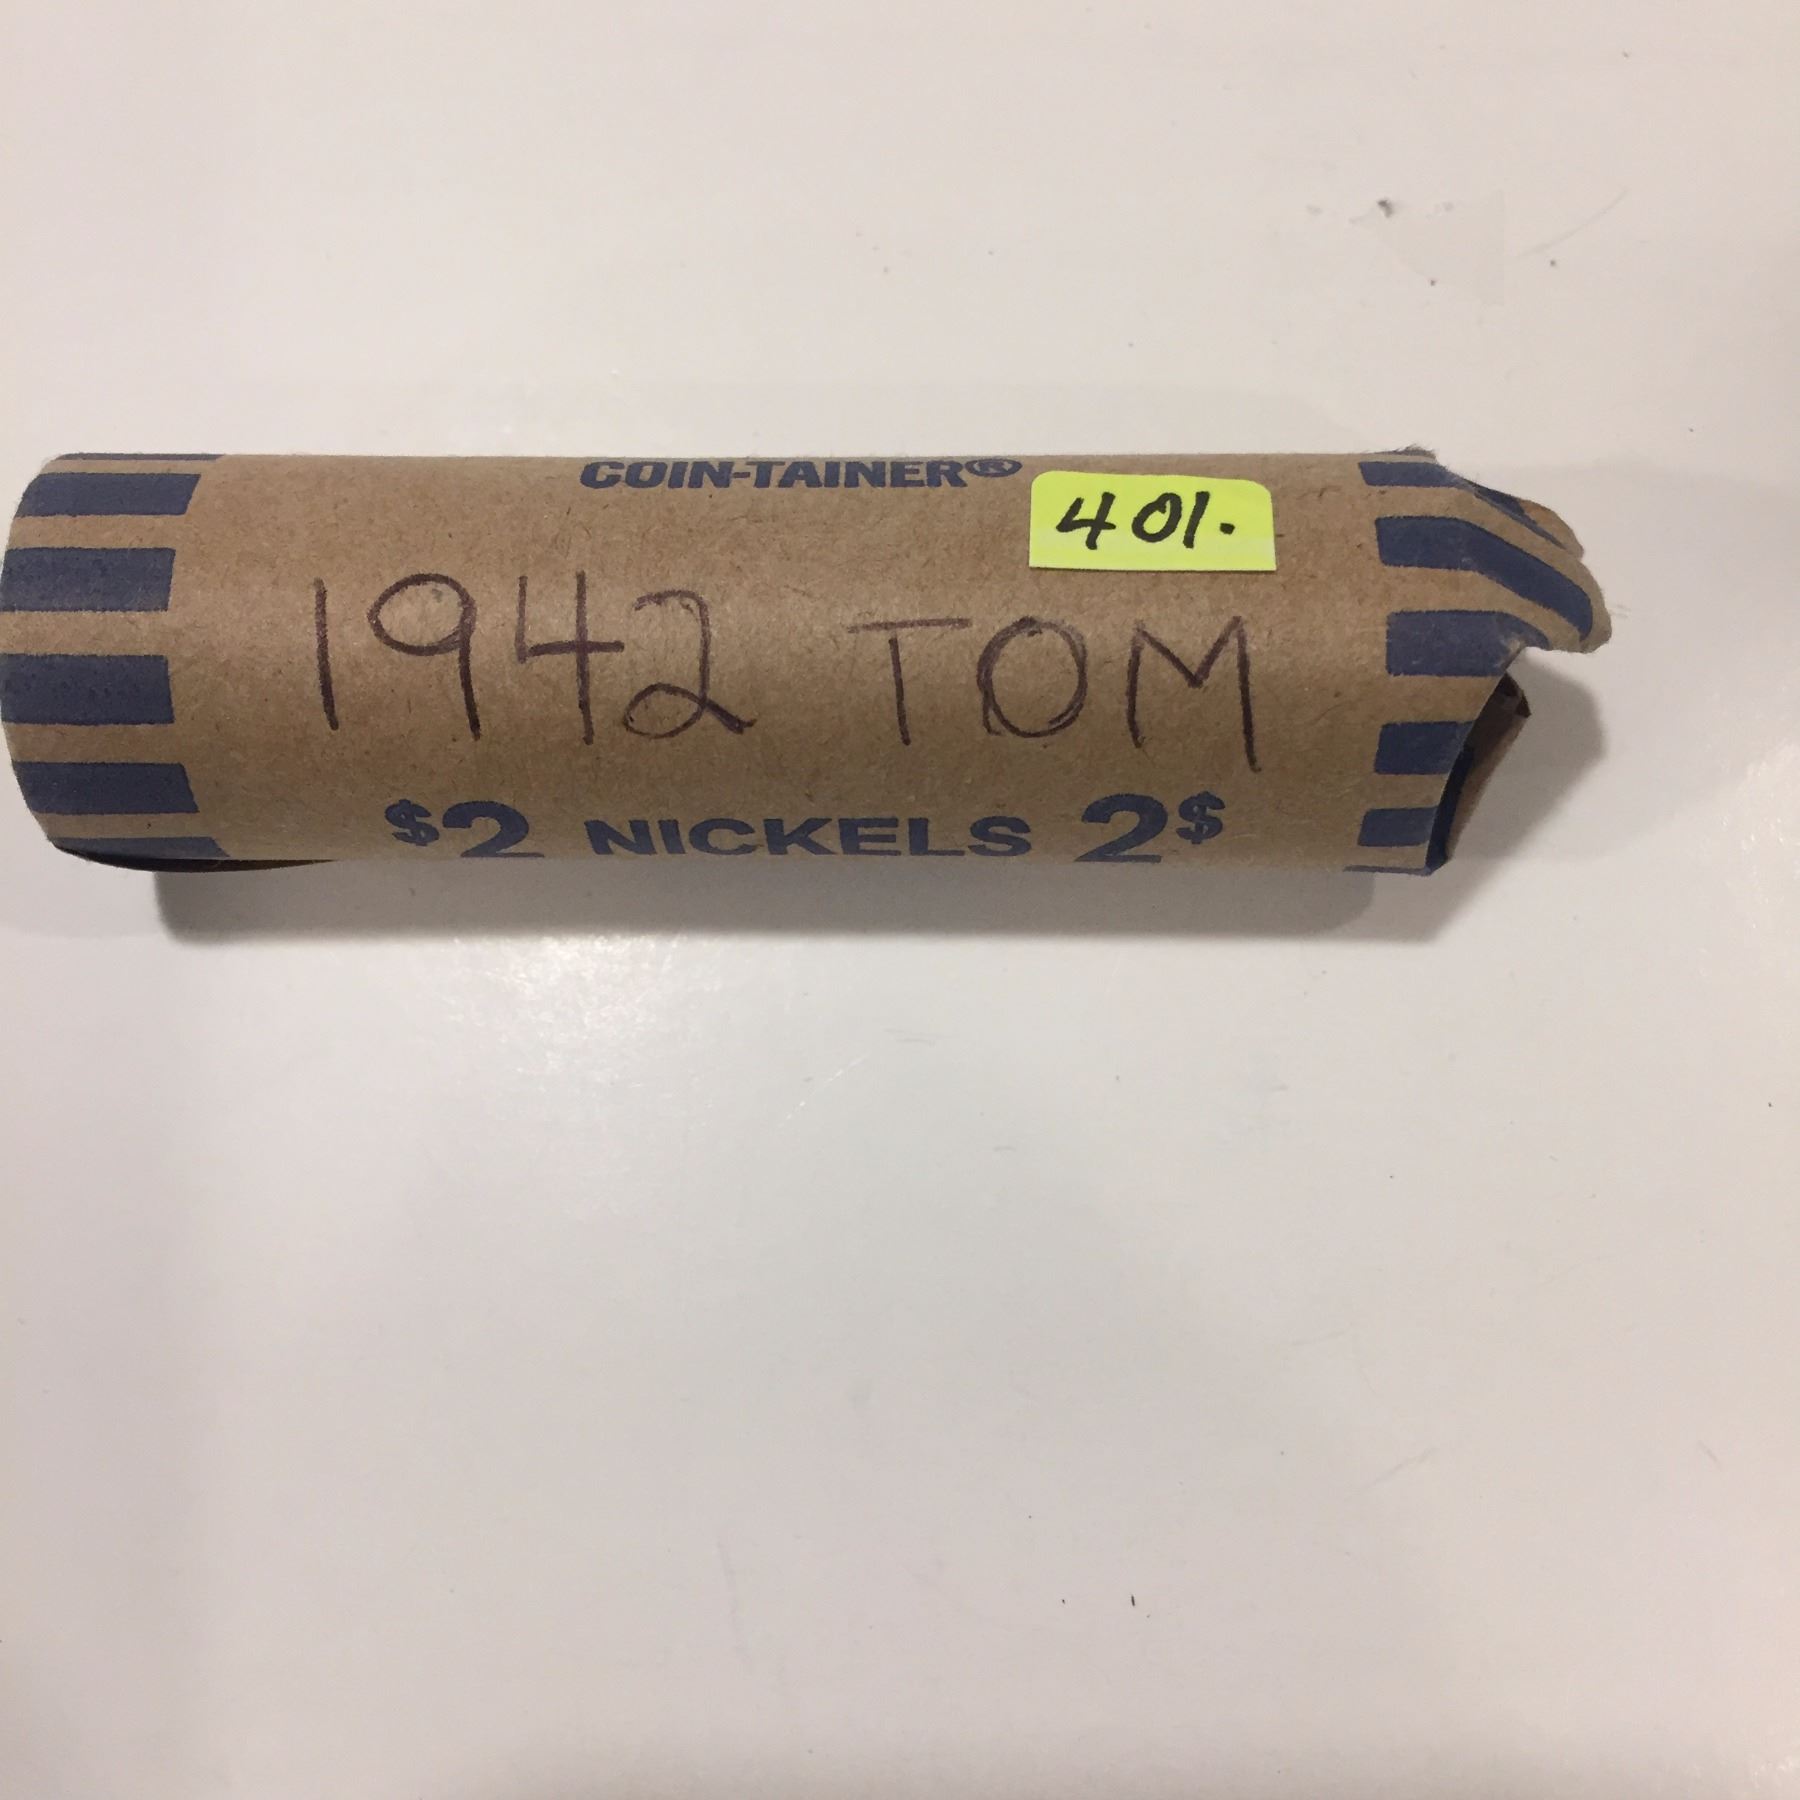 COIN-TAINER®
401.
1942 TOM
$2 NICKELS 2$